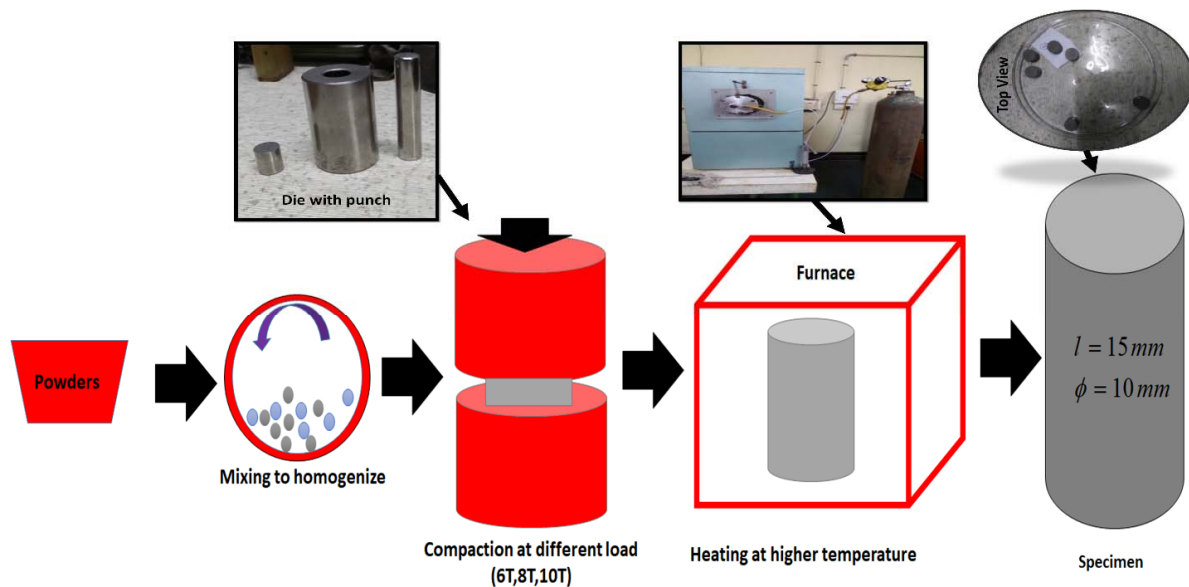 Die with punch
Top View
Powders
Mixing to homogenize
Compaction at different load
(6T,8T,10T)
Furnace
Heating at higher temperature
l = 15 mm
ϕ = 10 mm
Specimen